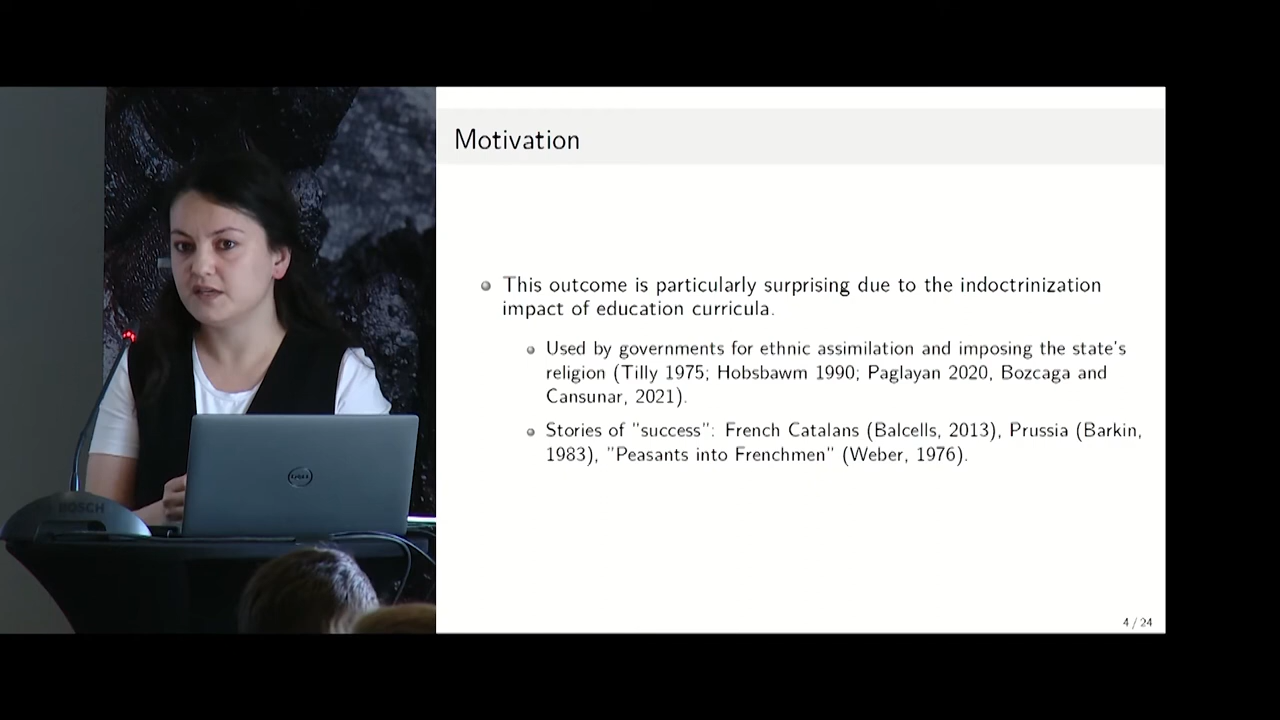 Motivation
This outcome is particularly surprising due to the indoctrinization
impact of education curricula.
Used by governments for ethnic assimilation and imposing the state's
religion (Tilly 1975; Hobsbawm 1990; Paglayan 2020, Bozcaga and
Cansunar, 2021).
Stories of "success": French Catalans (Balcells, 2013), Prussia (Barkin,
1983), "Peasants into Frenchmen" (Weber, 1976).
4 / 24
BOSCH
DELL